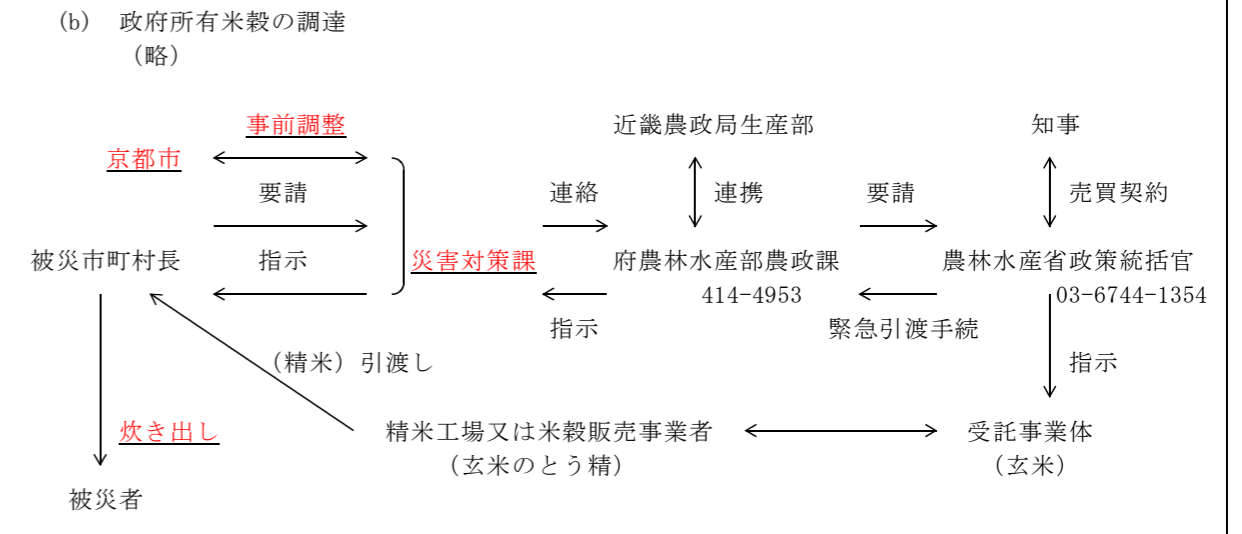 (b) 政府所有米穀の調達
（略）
事前調整 近畿農政局生産部 知事
京都市
要請 連絡 連携 要請 売買契約
被災市町村長 指示 災害対策課 府農林水産部農政課 農林水産省政策統括官
414-4953 03-6744-1354
指示 緊急引渡手続
（精米）引渡し 指示
炊き出し 精米工場又は米穀販売事業者 受託事業体
（玄米のとう精） （玄米）
被災者